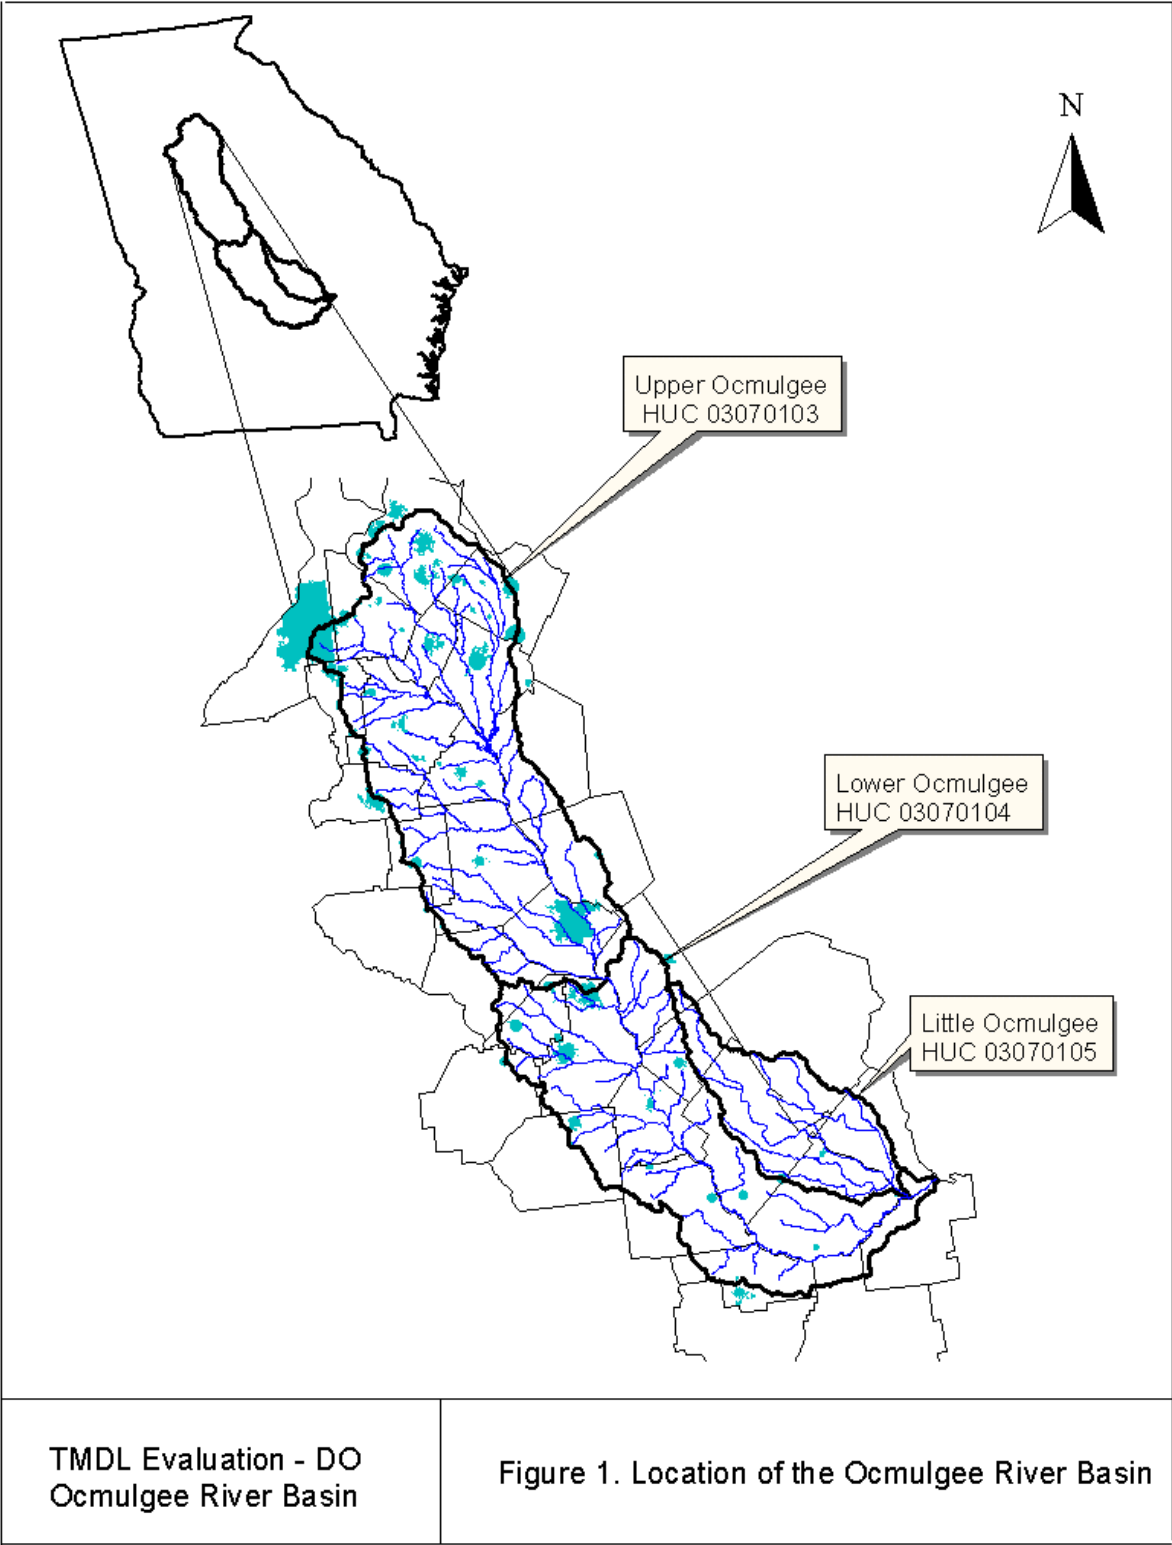 N
Upper Ocmulgee
HUC 03070103
Lower Ocmulgee
HUC 03070104
Little Ocmulgee
HUC 03070105
TMDL Evaluation - DO
Ocmulgee River Basin
Figure 1. Location of the Ocmulgee River Basin